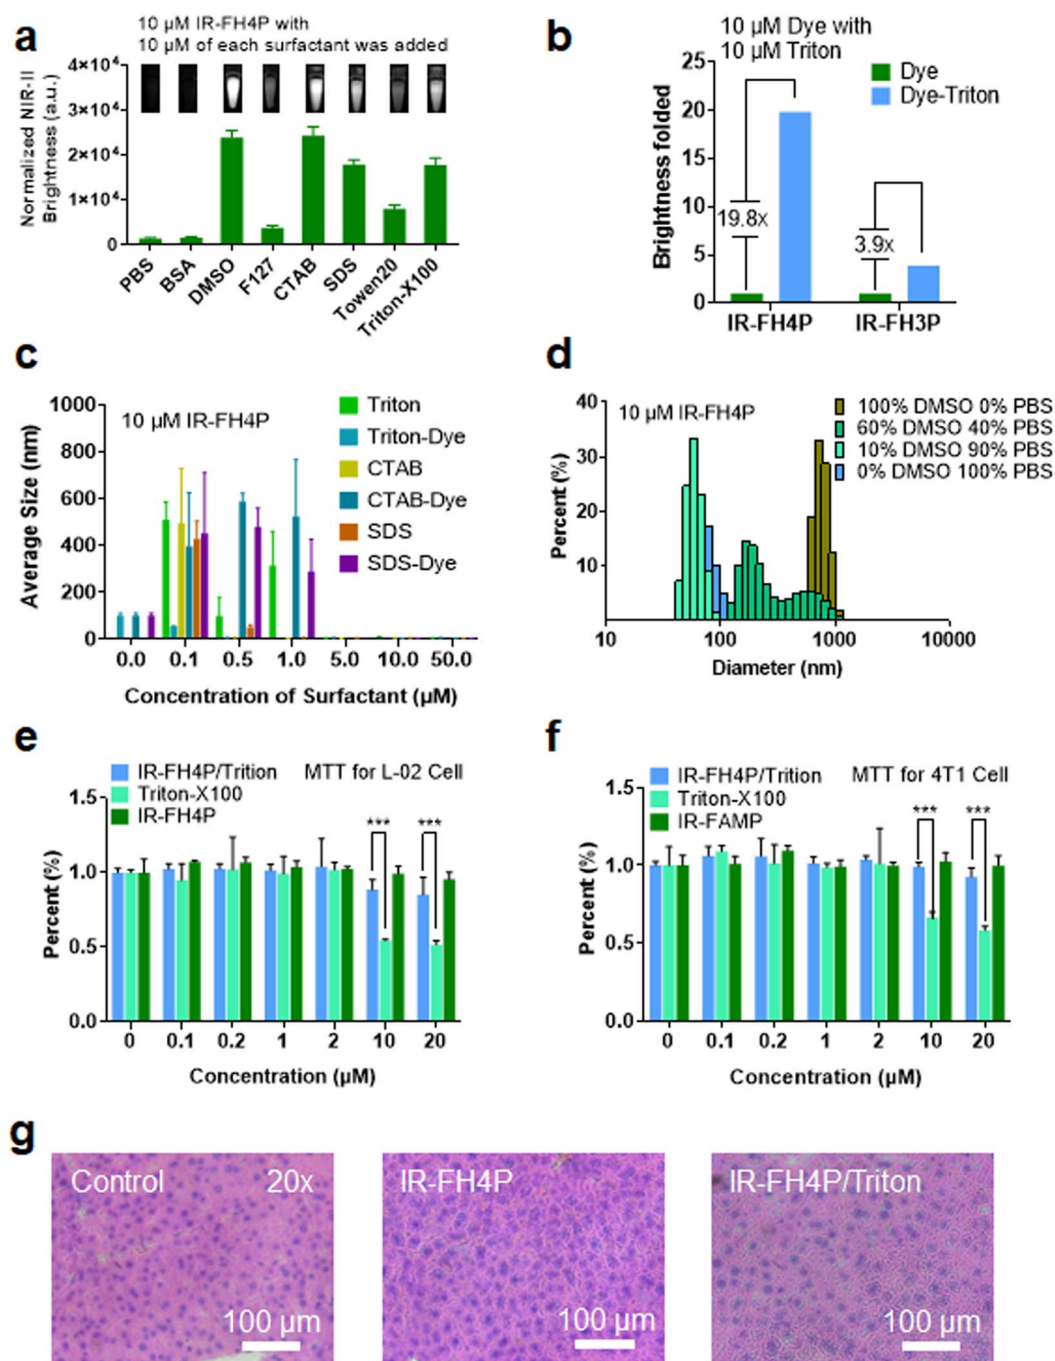 a
10 µM IR-FH4P with
10 µM of each surfactant was added
Normalized NIR-II
Brightness (a.u.)
4×10⁴
3×10⁴
2×10⁴
1×10⁴
0
PBS
BSA
DMSO
F127
CTAB
SDS
Towen20
Triton-X100
b
10 µM Dye with
10 µM Triton
Dye
Dye-Triton
Brightness folded
25
20
15
10
5
0
19.8x
3.9x
IR-FH4P
IR-FH3P
c
10 µM IR-FH4P
Average Size (nm)
1000
800
600
400
200
0
Triton
Triton-Dye
CTAB
CTAB-Dye
SDS
SDS-Dye
0.0 0.1 0.5 1.0 5.0 10.0 50.0
Concentration of Surfactant (µM)
d
10 µM IR-FH4P
Percent (%)
40
30
20
10
100% DMSO 0% PBS
60% DMSO 40% PBS
10% DMSO 90% PBS
0% DMSO 100% PBS
10 100 1000 10000
Diameter (nm)
e
IR-FH4P/Trition
Triton-X100
IR-FH4P
MTT for L-02 Cell
Percent (%)
1.5
1.0
0.5
0.0
*** ***
0 0.1 0.2 1 2 10 20
Concentration (µM)
f
IR-FH4P/Trition
Triton-X100
IR-FAMP
MTT for 4T1 Cell
Percent (%)
1.5
1.0
0.5
0.0
*** ***
0 0.1 0.2 1 2 10 20
Concentration (µM)
g
Control 20x
100 µm
IR-FH4P
100 µm
IR-FH4P/Triton
100 µm